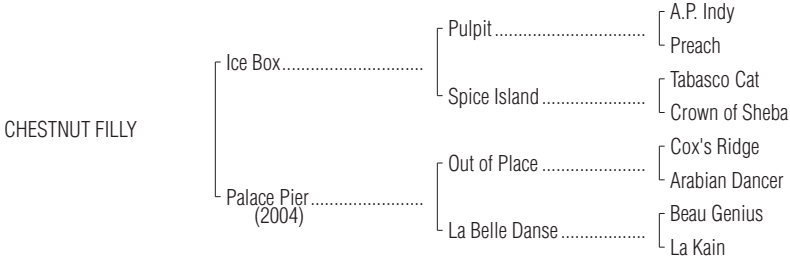 A.P. Indy
Pulpit..............................
Preach
Ice Box............................
Tabasco Cat
Spice Island.....................
Crown of Sheba
CHESTNUT FILLY
Cox's Ridge
Out of Place .....................
Arabian Dancer
Palace Pier.......................
(2004)
Beau Genius
La Belle Danse .................
La Kain